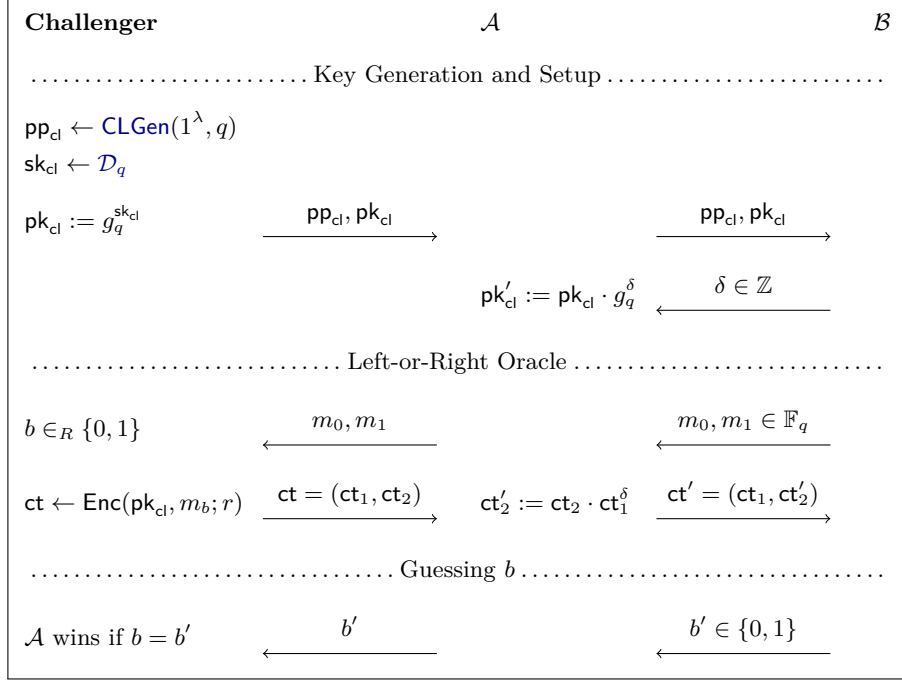 Challenger 𝒜 ℬ
........................... Key Generation and Setup ...........................
pp_cl ← CLGen(1^λ, q)
sk_cl ← 𝒟_q
pk_cl := g_q^{sk_cl} pp_cl, pk_cl pp_cl, pk_cl
pk'_cl := pk_cl · g_q^δ δ ∈ ℤ
.............................. Left-or-Right Oracle ..............................
b ∈_R {0, 1} m_0, m_1 m_0, m_1 ∈ 𝔽_q
ct ← Enc(pk_cl, m_b; r) ct = (ct_1, ct_2) ct'_2 := ct_2 · ct_1^δ ct' = (ct_1, ct'_2)
................................... Guessing b ...................................
𝒜 wins if b = b' b' b' ∈ {0, 1}